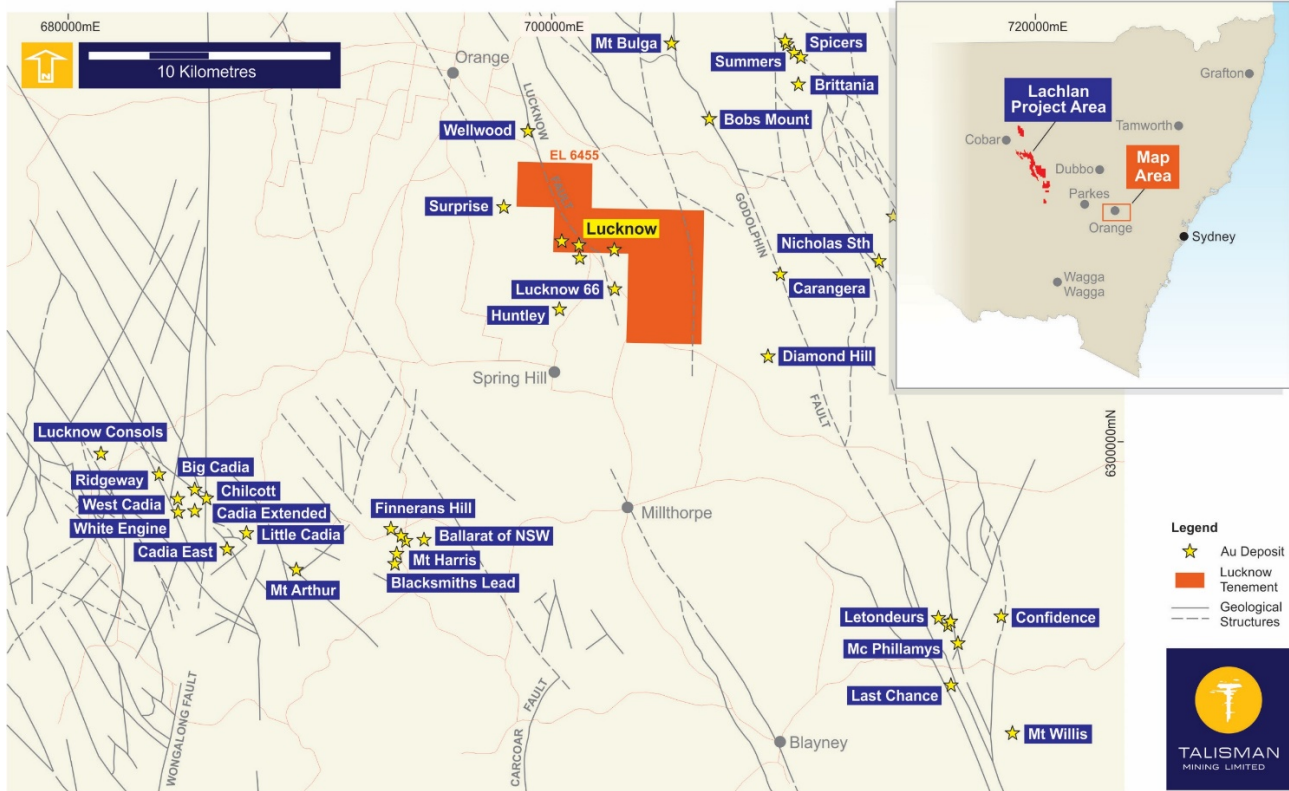 680000mE
700000mE
720000mE
N
10 Kilometres
Orange
Mt Bulga
Spicers
Summers
Brittania
Bobs Mount
Wellwood
LUCKNOW
FAULT
EL 6455
Surprise
Lucknow
Lucknow 66
Huntley
Spring Hill
GODOLPHIN
FAULT
Nicholas Sth
Carangera
Diamond Hill
6300000mN
Lucknow Consols
Ridgeway
Big Cadia
Chilcott
West Cadia
Cadia Extended
White Engine
Little Cadia
Cadia East
Mt Arthur
Finnerans Hill
Ballarat of NSW
Mt Harris
Blacksmiths Lead
Millthorpe
Letondeurs
Confidence
Mc Phillamys
Last Chance
Mt Willis
Blayney
WONGALONG FAULT
CARCOAR
FAULT
Grafton
Lachlan
Project Area
Tamworth
Cobar
Dubbo
Map
Area
Parkes
Orange
Sydney
Wagga
Wagga
Legend
Au Deposit
Lucknow
Tenement
Geological
Structures
TALISMAN
MINING LIMITED